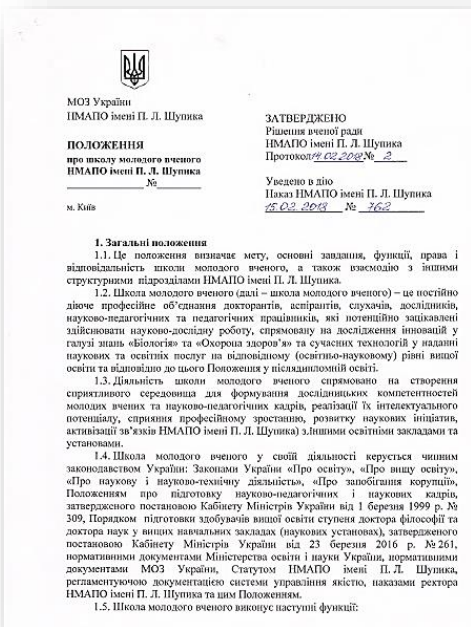 МОЗ України
НМАПО імені П. Л. Шупика
ПОЛОЖЕННЯ
про школу молодого вченого
НМАПО імені П. Л. Шупика
____________ №________
м. Київ
ЗАТВЕРДЖЕНО
Рішення вченої ради
НМАПО імені П. Л. Шупика
Протокол 14.02.2018 № 2
Уведено в дію
Наказ НМАПО імені П. Л. Шупика
15.02.2018 № 762
1. Загальні положення
1.1. Це положення визначає мету, основні завдання, функції, права і
відповідальність школи молодого вченого, а також взаємодію з іншими
структурними підрозділами НМАПО імені П. Л. Шупика.
1.2. Школа молодого вченого (далі – школа молодого вченого) – це постійно
діюче професійне об’єднання докторантів, аспірантів, слухачів, дослідників,
науково-педагогічних та педагогічних працівників, які потенційно зацікавлені
здійснювати науково-дослідну роботу, спрямовану на дослідження інновацій у
галузі знань «Біологія» та «Охорона здоров’я» та сучасних технологій у наданні
наукових та освітніх послуг на відповідному (освітньо-науковому) рівні вищої
освіти та відповідно до цього Положення у післядипломній освіті.
1.3. Діяльність школи молодого вченого спрямовано на створення
сприятливого середовища для формування дослідницьких компетентностей
молодих вчених та науково-педагогічних кадрів, реалізації їх інтелектуального
потенціалу, сприяння професійному зростанню, розвитку наукових ініціатив,
активізації зв’язків НМАПО імені П. Л. Шупика) з.Іншими освітніми закладами та
установами.
1.4. Школа молодого вченого у своїй діяльності керується чинним
законодавством України: Законами України «Про освіту», «Про вищу освіту»,
«Про наукову і науково-технічну діяльність», «Про запобігання корупції»,
Положенням про підготовку науково-педагогічних і наукових кадрів,
затвердженого постановою Кабінету Міністрів України від 1 березня 1999 р. №
309, Порядком підготовки здобувачів вищої освіти ступеня доктора філософії та
доктора наук у вищих навчальних закладах (наукових установах), затвердженого
постановою Кабінету Міністрів України від 23 березня 2016 р. № 261,
нормативними документами Міністерства освіти і науки України, нормативними
документами МОЗ України, Статутом НМАПО імені П. Л. Шупика,
регламентуючою документацією системи управління якістю, наказами ректора
НМАПО імені П. Л. Шупика та цим Положенням.
1.5. Школа молодого вченого виконує наступні функції: